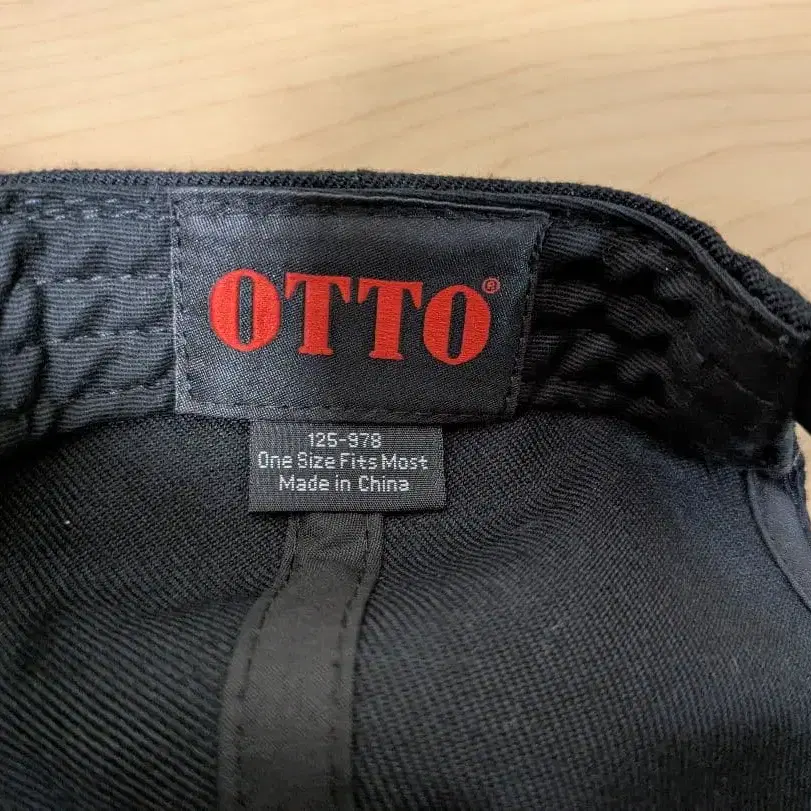 OTTO®
125-978
One Size Fits Most
Made in China